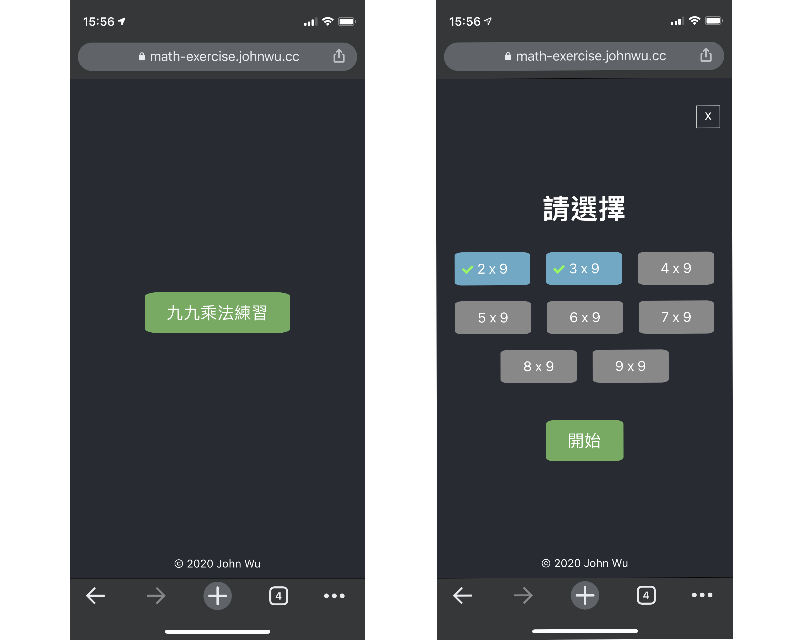 15:56
math-exercise.johnwu.cc
九九乘法練習
© 2020 John Wu
4
15:56
math-exercise.johnwu.cc
X
請選擇
2 x 9
3 x 9
4 x 9
5 x 9
6 x 9
7 x 9
8 x 9
9 x 9
開始
© 2020 John Wu
4